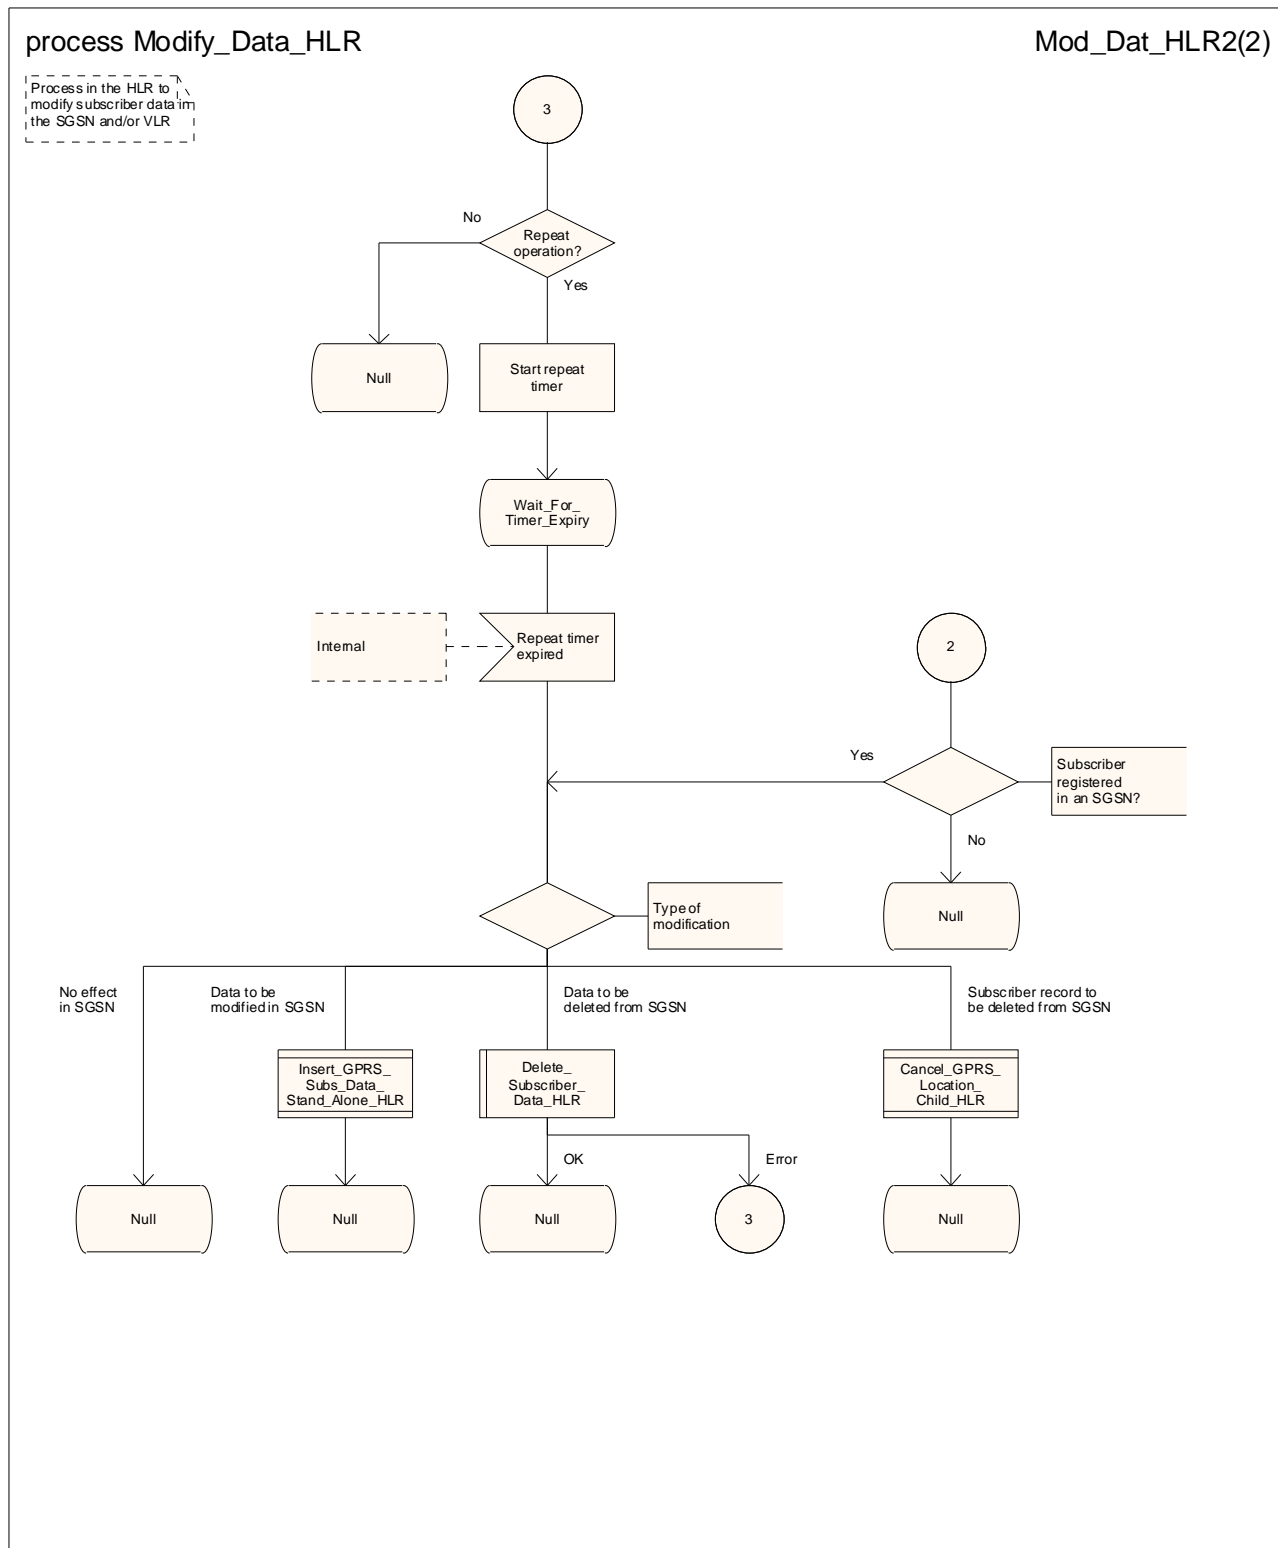 process Modify_Data_HLR
Mod_Dat_HLR2(2)
Process in the HLR to
modify subscriber data in
the SGSN and/or VLR
3
No
Repeat
operation?
Yes
Null
Start repeat
timer
Wait_For_
Timer_Expiry
Internal
Repeat timer
expired
2
Yes
Subscriber
registered
in an SGSN?
No
Type of
modification
Null
No effect
in SGSN
Data to be
modified in SGSN
Data to be
deleted from SGSN
Subscriber record to
be deleted from SGSN
Insert_GPRS_
Subs_Data_
Stand_Alone_HLR
Delete_
Subscriber_
Data_HLR
Cancel_GPRS_
Location_
Child_HLR
OK
Error
Null
Null
Null
3
Null